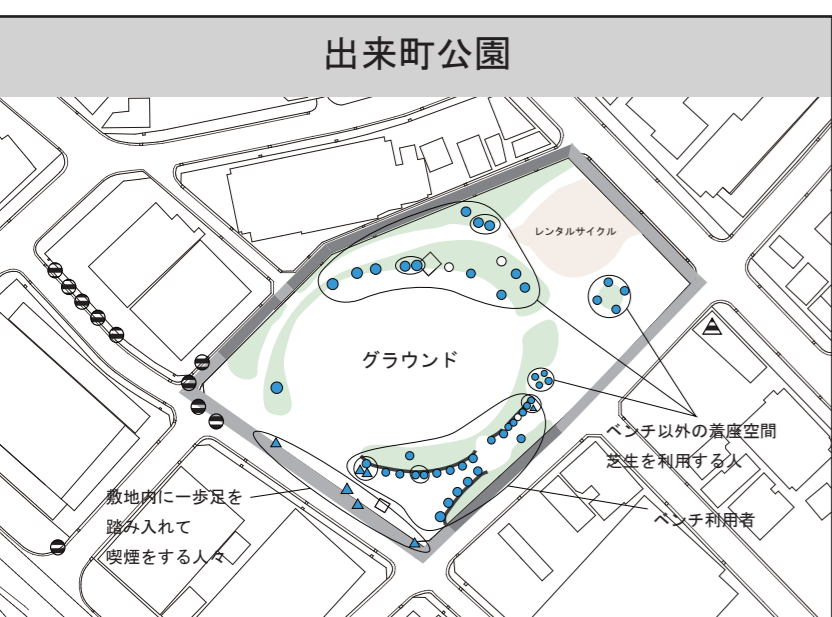 出来町公園
レンタルサイクル
グラウンド
ベンチ以外の着座空間
芝生を利用する人
敷地内に一歩足を
踏み入れて
喫煙をする人々
ベンチ利用者